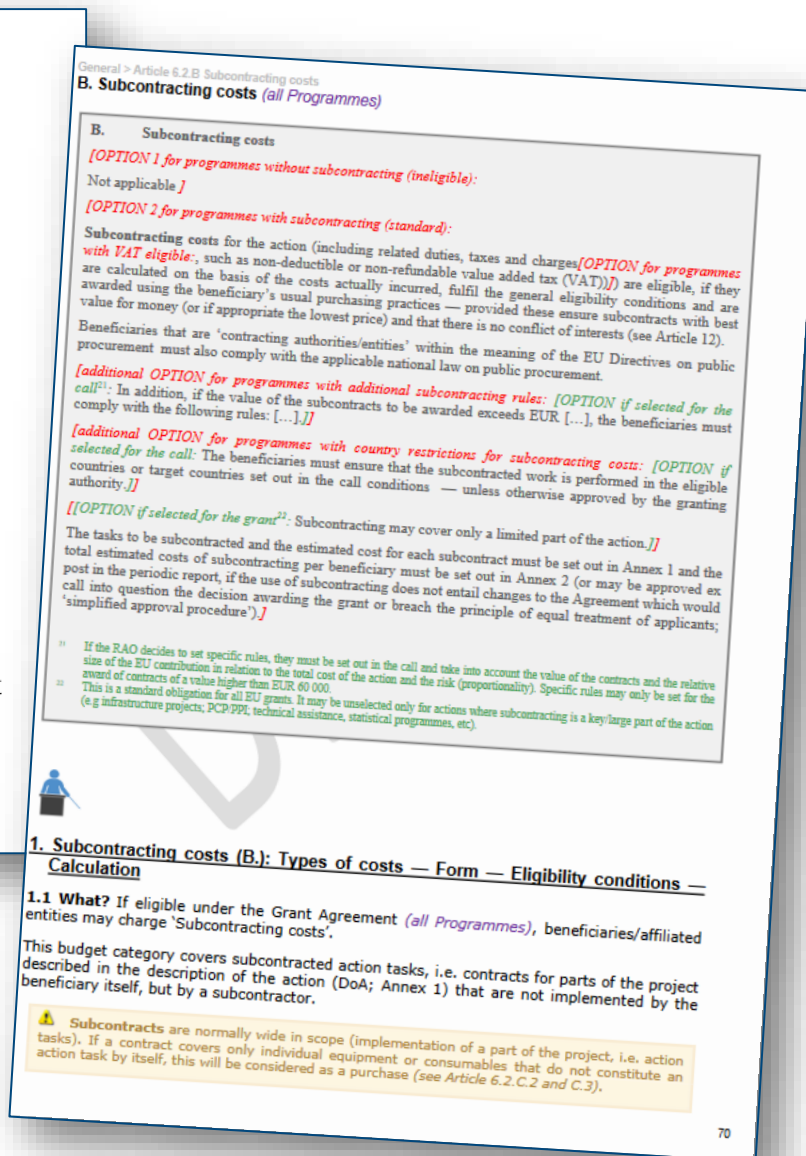 General > Article 6.2.B Subcontracting costs
B. Subcontracting costs (all Programmes)
B. Subcontracting costs
[OPTION 1 for programmes without subcontracting (ineligible):
Not applicable ]
[OPTION 2 for programmes with subcontracting (standard):
Subcontracting costs for the action (including related duties, taxes and charges[OPTION for programmes
with VAT eligible:, such as non-deductible or non-refundable value added tax (VAT))]) are eligible, if they
are calculated on the basis of the costs actually incurred, fulfil the general eligibility conditions and are
awarded using the beneficiary's usual purchasing practices — provided these ensure subcontracts with best
value for money (or if appropriate the lowest price) and that there is no conflict of interests (see Article 12).
Beneficiaries that are ‘contracting authorities/entities’ within the meaning of the EU Directives on public
procurement must also comply with the applicable national law on public procurement.
[additional OPTION for programmes with additional subcontracting rules: [OPTION if selected for the
call21: In addition, if the value of the subcontracts to be awarded exceeds EUR […], the beneficiaries must
comply with the following rules: […].]]
[additional OPTION for programmes with country restrictions for subcontracting costs: [OPTION if
selected for the call: The beneficiaries must ensure that the subcontracted work is performed in the eligible
countries or target countries set out in the call conditions — unless otherwise approved by the granting
authority.]]
[[OPTION if selected for the grant22: Subcontracting may cover only a limited part of the action.]]
The tasks to be subcontracted and the estimated cost for each subcontract must be set out in Annex 1 and the
total estimated costs of subcontracting per beneficiary must be set out in Annex 2 (or may be approved ex
post in the periodic report, if the use of subcontracting does not entail changes to the Agreement which would
call into question the decision awarding the grant or breach the principle of equal treatment of applicants;
‘simplified approval procedure’).]
21 If the RAO decides to set specific rules, they must be set out in the call and take into account the value of the contracts and the relative
size of the EU contribution in relation to the total cost of the action and the risk (proportionality). Specific rules may only be set for the
award of contracts of a value higher than EUR 60 000.
22 This is a standard obligation for all EU grants. It may be unselected only for actions where subcontracting is a key/large part of the action
(e.g infrastructure projects; PCP/PPI; technical assistance, statistical programmes, etc).
1. Subcontracting costs (B.): Types of costs — Form — Eligibility conditions —
Calculation
1.1 What? If eligible under the Grant Agreement (all Programmes), beneficiaries/affiliated
entities may charge ‘Subcontracting costs’.
This budget category covers subcontracted action tasks, i.e. contracts for parts of the project
described in the description of the action (DoA; Annex 1) that are not implemented by the
beneficiary itself, but by a subcontractor.
Subcontracts are normally wide in scope (implementation of a part of the project, i.e. action
tasks). If a contract covers only individual equipment or consumables that do not constitute an
action task by itself, this will be considered as a purchase (see Article 6.2.C.2 and C.3).
70